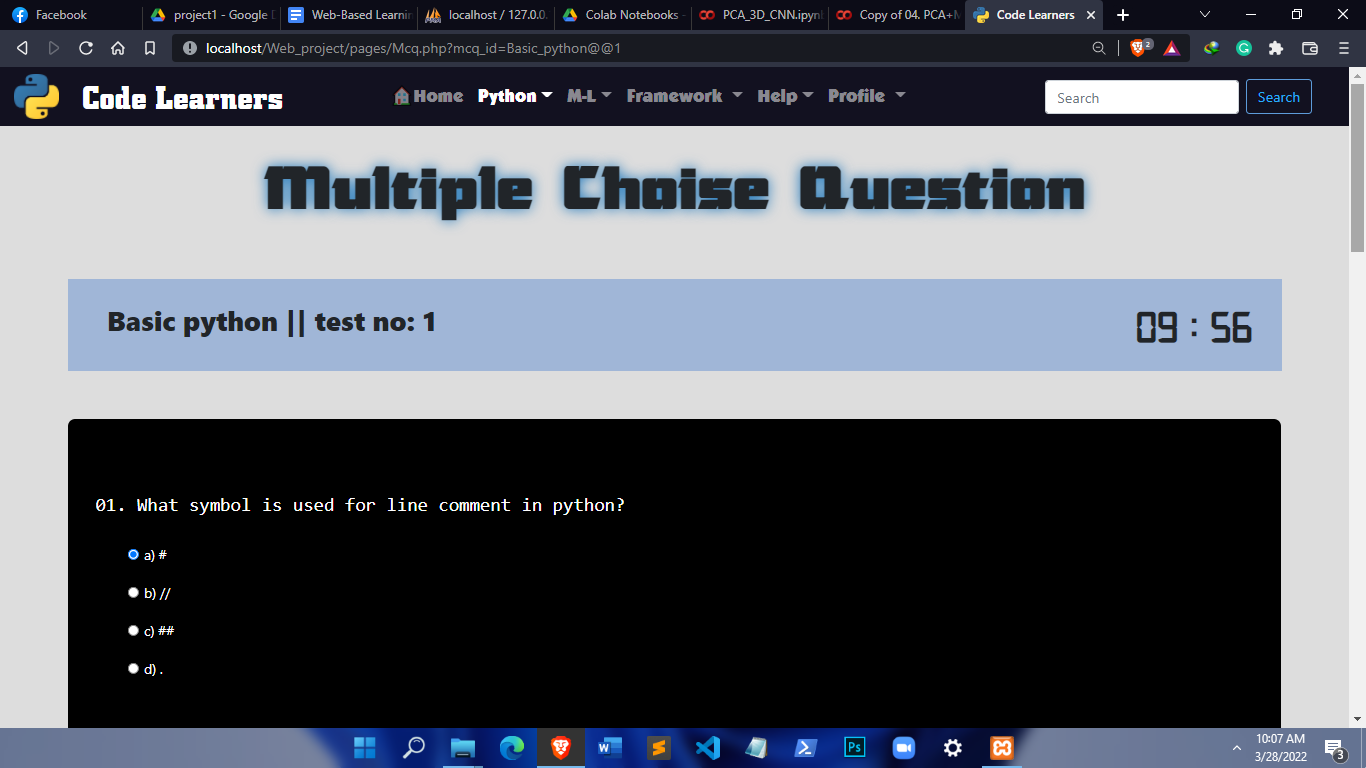 Facebook
project1 - Google D
Web-Based Learnin
localhost / 127.0.0.
Colab Notebooks -
PCA_3D_CNN.ipynb
Copy of 04. PCA+M
Code Learners
localhost/Web_project/pages/Mcq.php?mcq_id=Basic_python@@1
2
Code Learners
Home Python M-L Framework Help Profile
Search
Search
Multiple Choise Question
Basic python || test no: 1
09 : 56
01. What symbol is used for line comment in python?
a) #
b) //
c) ##
d) .
Ps
10:07 AM
3/28/2022
3